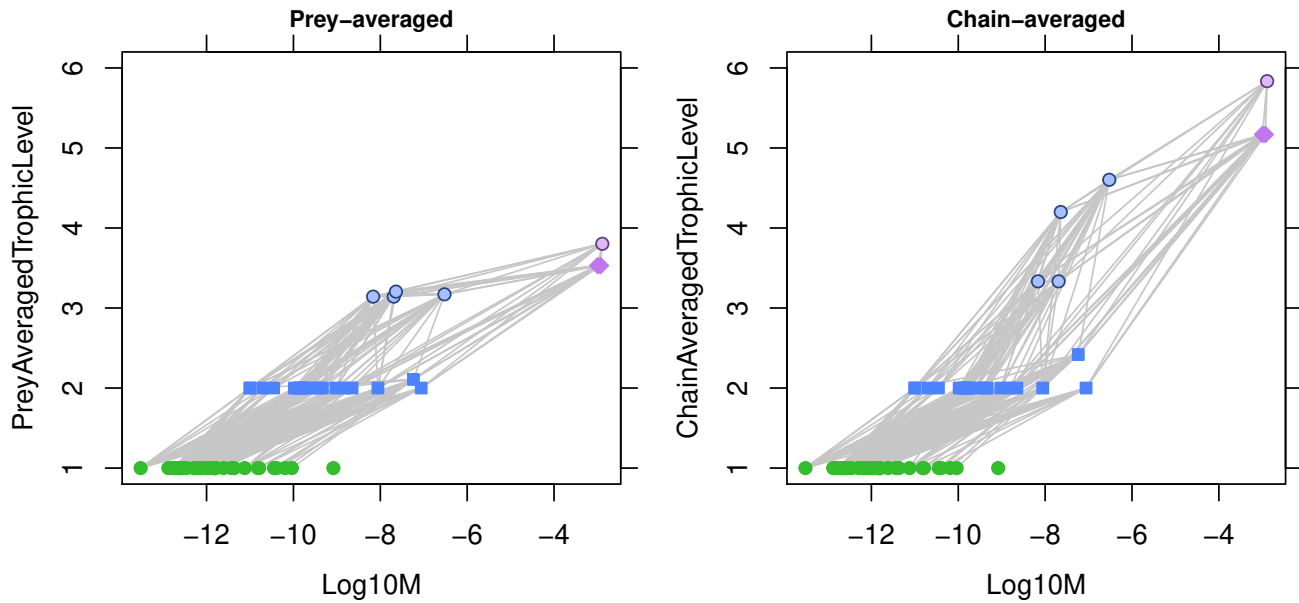 Prey−averaged
6
5
4
3
2
1
PreyAveragedTrophicLevel
−12 −10 −8 −6 −4
Log10M
Chain−averaged
6
5
4
3
2
1
ChainAveragedTrophicLevel
−12 −10 −8 −6 −4
Log10M